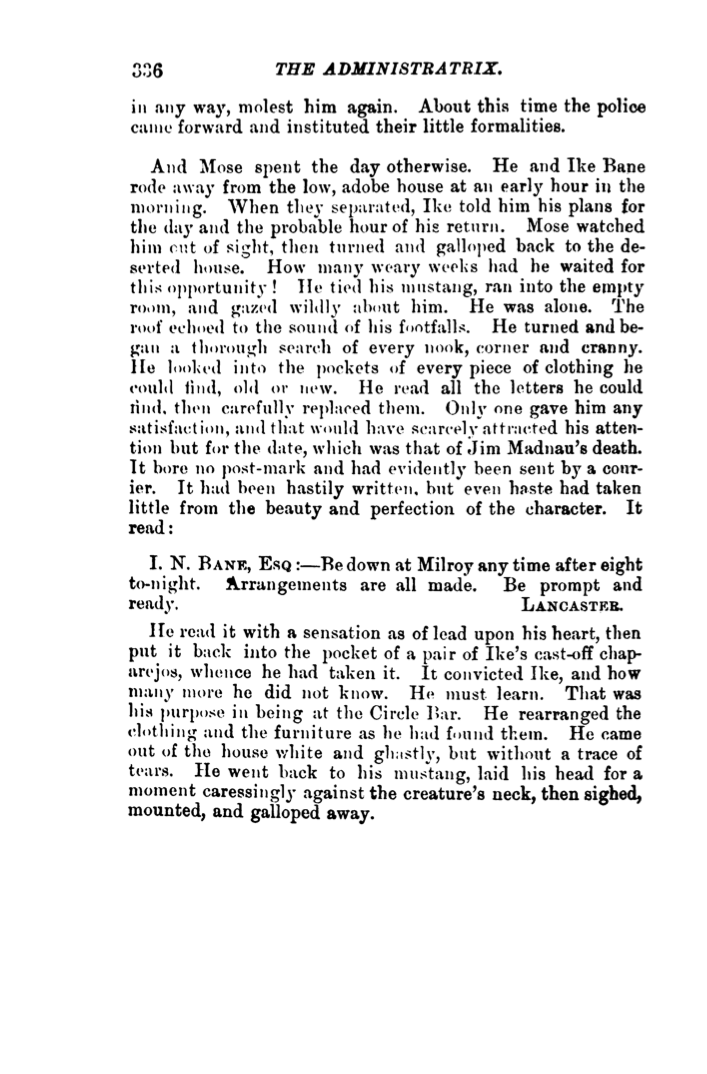 336 THE ADMINISTRATRIX.
in any way, molest him again. About this time the police
came forward and instituted their little formalities.
And Mose spent the day otherwise. He and Ike Bane
rode away from the low, adobe house at an early hour in the
morning. When they separated, Ike told him his plans for
the day and the probable hour of his return. Mose watched
him out of sight, then turned and galloped back to the de-
serted house. How many weary weeks had he waited for
this opportunity! He tied his mustang, ran into the empty
room, and gazed wildly about him. He was alone. The
roof echoed to the sound of his footfalls. He turned and be-
gan a thorough search of every nook, corner and cranny.
He looked into the pockets of every piece of clothing he
could find, old or new. He read all the letters he could
find, then carefully replaced them. Only one gave him any
satisfaction, and that would have scarcely attracted his atten-
tion but for the date, which was that of Jim Madnau's death.
It bore no post-mark and had evidently been sent by a cour-
ier. It had been hastily written, but even haste had taken
little from the beauty and perfection of the character. It
read:
I. N. BANE, ESQ:—Be down at Milroy any time after eight
to-night. Arrangements are all made. Be prompt and
ready. LANCASTER.
He read it with a sensation as of lead upon his heart, then
put it back into the pocket of a pair of Ike's cast-off chap-
arejos, whence he had taken it. It convicted Ike, and how
many more he did not know. He must learn. That was
his purpose in being at the Circle Bar. He rearranged the
clothing and the furniture as he had found them. He came
out of the house white and ghastly, but without a trace of
tears. He went back to his mustang, laid his head for a
moment caressingly against the creature's neck, then sighed,
mounted, and galloped away.